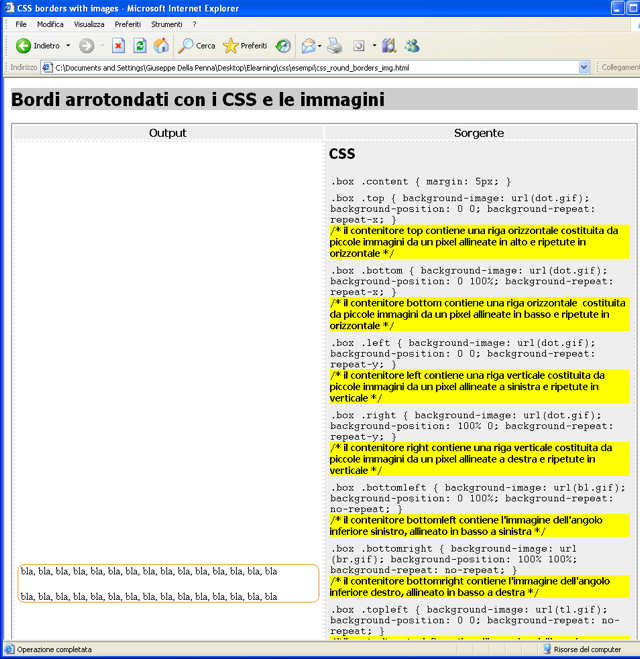 CSS borders with images - Microsoft Internet Explorer
File Modifica Visualizza Preferiti Strumenti ?
Indietro Cerca Preferiti
Indirizzo C:\Documents and Settings\Giuseppe Della Penna\Desktop\Elearning\css\esempi\css_round_borders_img.html Collegament
Bordi arrotondati con i CSS e le immagini
Output Sorgente
CSS
.box .content { margin: 5px; }
.box .top { background-image: url(dot.gif);
background-position: 0 0; background-repeat:
repeat-x; }
/* il contenitore top contiene una riga orizzontale costituita da
piccole immagini da un pixel allineate in alto e ripetute in
orizzontale */
.box .bottom { background-image: url(dot.gif);
background-position: 0 100%; background-repeat:
repeat-x; }
/* il contenitore bottom contiene una riga orizontale costituita
da piccole immagini da un pixel allineate in basso e ripetute in
orizzontale */
.box .left { background-image: url(dot.gif);
background-position: 0 0; background-repeat:
repeat-y; }
/* il contenitore left contiene una riga verticale costituita da
piccole immagini da un pixel allineate a sinistra e ripetute in
verticale */
.box .right { background-image: url(dot.gif);
background-position: 100% 0; background-repeat:
repeat-y; }
/* il contenitore right contiene una riga verticale costituita da
piccole immagini da un pixel allineate a destra e ripetute in
verticale */
.box .bottomleft { background-image: url(bl.gif);
background-position: 0 100%; background-repeat:
no-repeat; }
/* il contenitore bottomleft contiene l'immagine dell'angolo
inferiore sinistro, allineato in basso a sinistra */
.box .bottomright { background-image: url
(br.gif); background-position: 100% 100%;
background-repeat: no-repeat; }
/* il contenitore bottomright contiene l'immagine dell'angolo
inferiore destro, allineato in basso a destra */
.box .topleft { background-image: url(tl.gif);
background-position: 0 0; background-repeat: no-
repeat; }
bla, bla, bla, bla, bla, bla, bla, bla, bla, bla, bla, bla, bla, bla, bla
bla, bla, bla, bla, bla, bla, bla, bla, bla, bla, bla, bla, bla, bla, bla
Operazione completata Risorse del computer